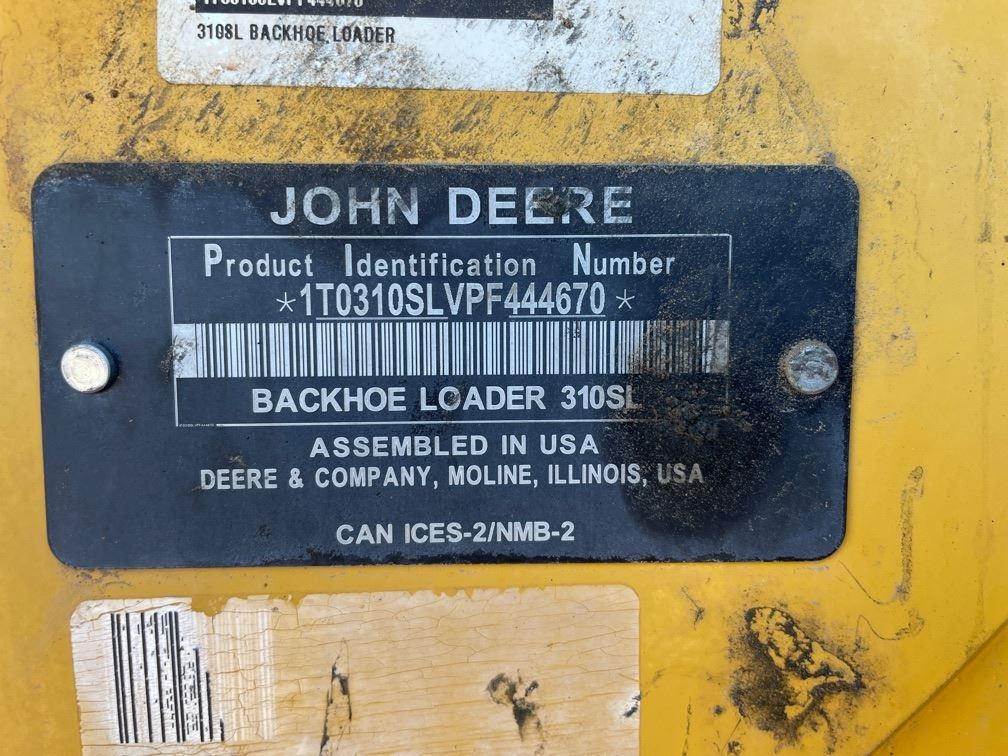 1T0310SLVPF444670
310SL BACKHOE LOADER
JOHN DEERE
Product Identification Number
*1T0310SLVPF444670*
BACKHOE LOADER 310SL
ASSEMBLED IN USA
DEERE & COMPANY, MOLINE, ILLINOIS, USA
CAN ICES-2/NMB-2